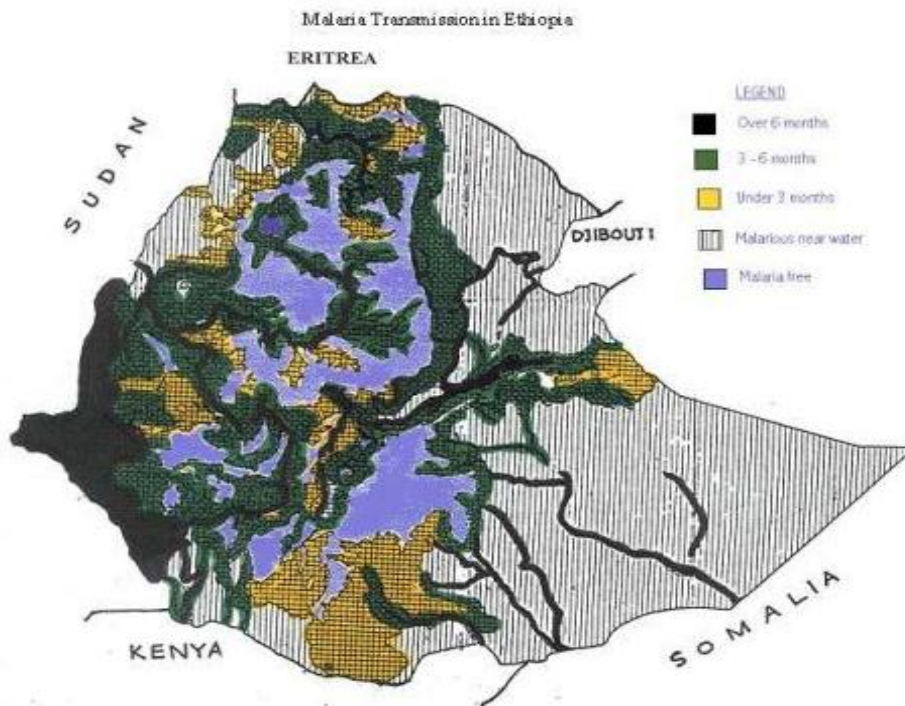 Malaria Transmission in Ethiopia
ERITREA
LEGEND
Over 6 months
3 - 6 months
Under 3 months
Malarious near water
Malaria free
SUDAN
DJIBOUTI
KENYA
SOMALIA